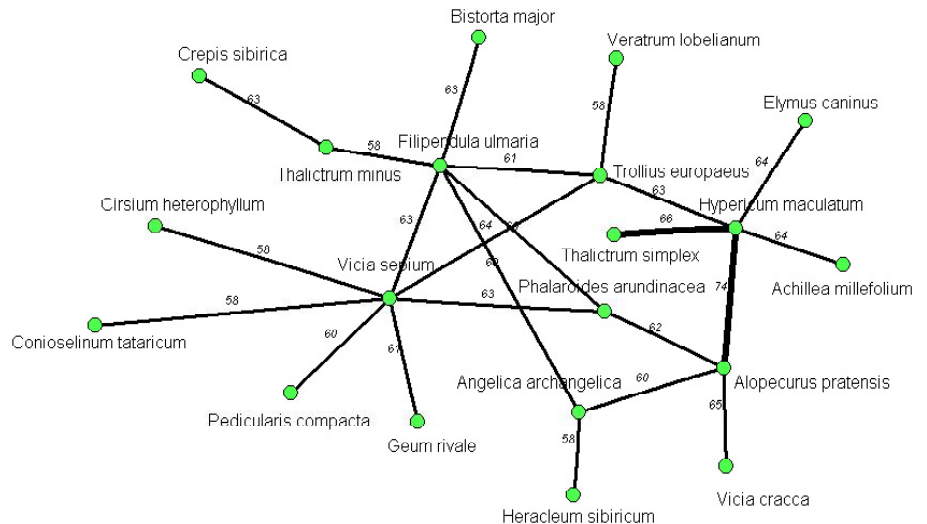 Bistorta major
Veratrum lobelianum
Crepis sibirica
63
63
58
Elymus caninus
58
Filipendula ulmaria
61
64
Thalictrum minus
Trollius europaeus
63
Cirsium heterophyllum
Hypericum maculatum
63
64
66
64
58
Thalictrum simplex
Vicia sepium
Phalaroides arundinacea
Achillea millefolium
74
58
63
62
60
61
Conioselinum tataricum
Angelica archangelica
60
Alopecurus pratensis
65
Pedicularis compacta
58
Geum rivale
Vicia cracca
Heracleum sibiricum